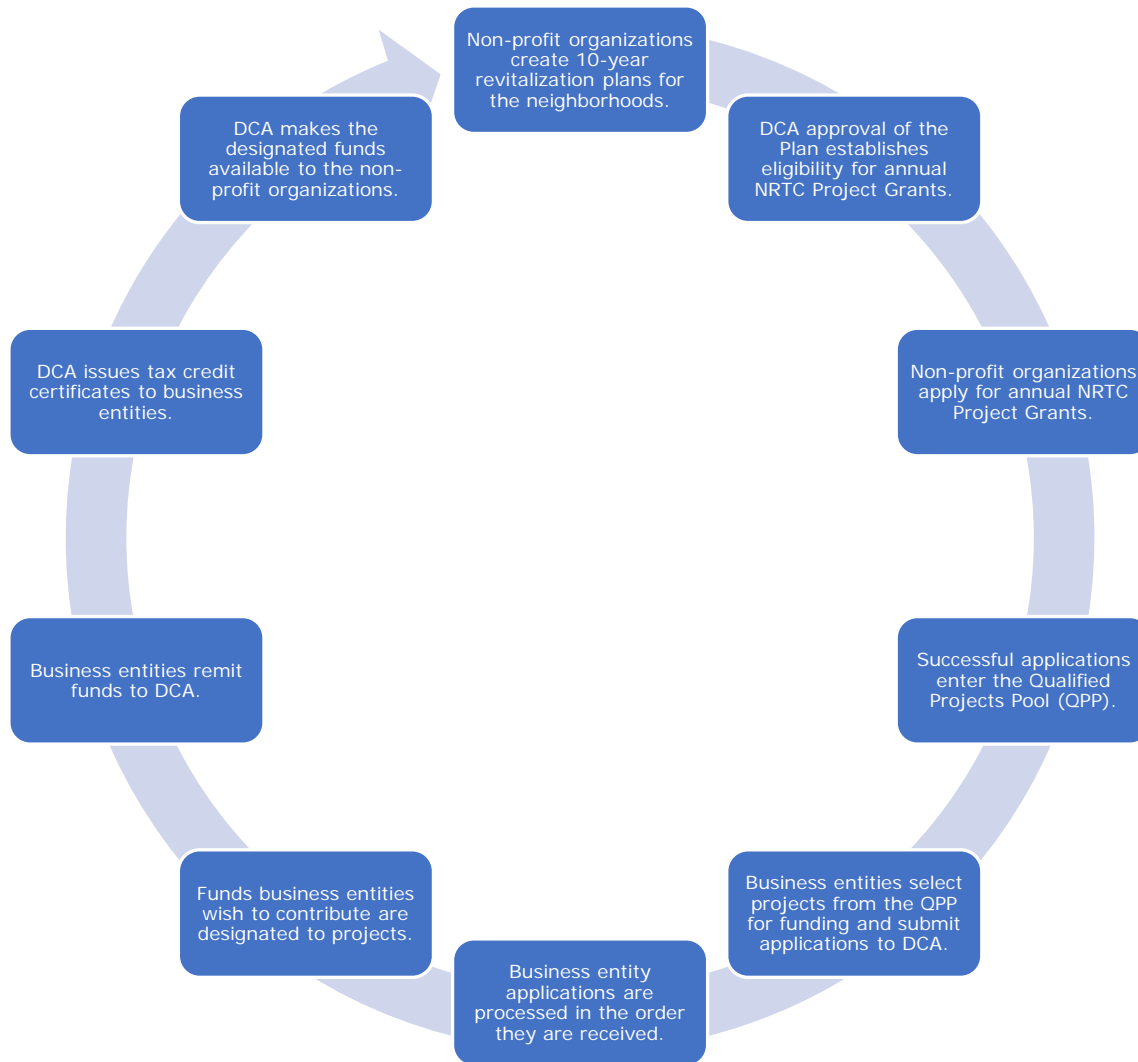 Non-profit organizations
create 10-year
revitalization plans for
the neighborhoods.
DCA approval of the
Plan establishes
eligibility for annual
NRTC Project Grants.
Non-profit organizations
apply for annual NRTC
Project Grants.
Successful applications
enter the Qualified
Projects Pool (QPP).
Business entities select
projects from the QPP
for funding and submit
applications to DCA.
Business entity
applications are
processed in the order
they are received.
Funds business entities
wish to contribute are
designated to projects.
Business entities remit
funds to DCA.
DCA issues tax credit
certificates to business
entities.
DCA makes the
designated funds
available to the non-
profit organizations.